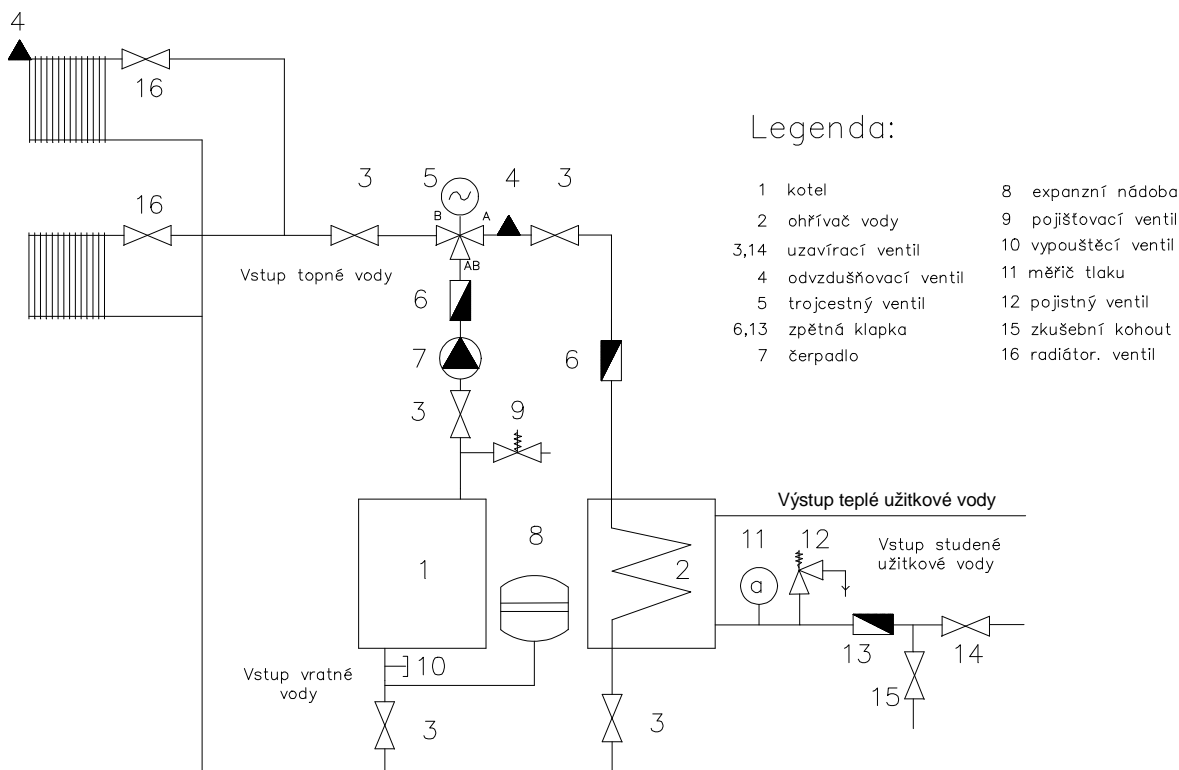 4
16
Legenda:
3
5
4
3
16
B
A
AB
Vstup topné vody
1 kotel
2 ohřívač vody
3,14 uzavírací ventil
4 odvzdušňovací ventil
5 trojcestný ventil
6,13 zpětná klapka
7 čerpadlo
8 expanzní nádoba
9 pojišťovací ventil
10 vypouštěcí ventil
11 měřič tlaku
12 pojistný ventil
15 zkušební kohout
16 radiátor. ventil
6
7
6
3
9
Výstup teplé užitkové vody
8
11
12
Vstup studené
užitkové vody
1
2
a
10
13
14
Vstup vratné
vody
15
3
3